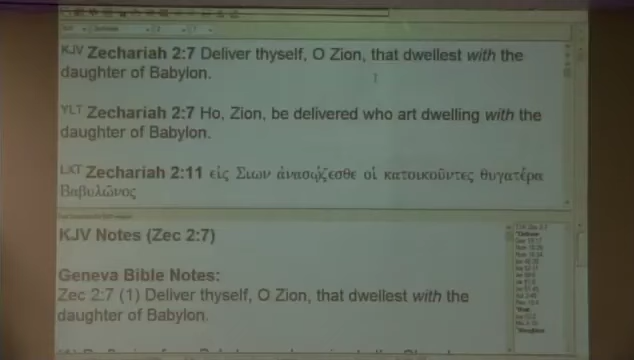 KJV Zechariah 2:7 Deliver thyself, O Zion, that dwellest with the
daughter of Babylon.
YLT Zechariah 2:7 Ho, Zion, be delivered who art dwelling with the
daughter of Babylon.
LXT Zechariah 2:11 εἰς Σιων ἀνασῴζεσθε οἱ κατοικοῦντες θυγατέρα
Βαβυλῶνος
KJV Notes (Zec 2:7)
Geneva Bible Notes:
Zec 2:7 (1) Deliver thyself, O Zion, that dwellest with the
daughter of Babylon.